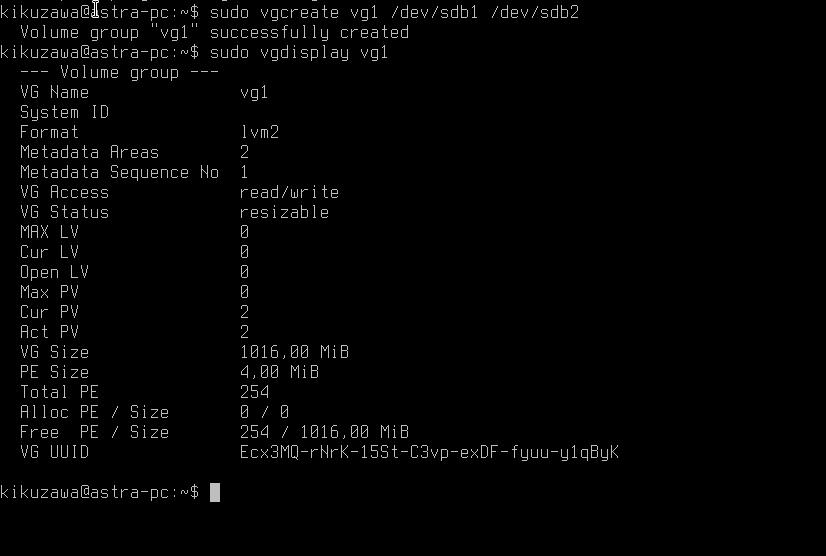 kikuzawa@astra-pc:~$ sudo vgcreate vg1 /dev/sdb1 /dev/sdb2
  Volume group "vg1" successfully created
kikuzawa@astra-pc:~$ sudo vgdisplay vg1
  --- Volume group ---
  VG Name               vg1
  System ID
  Format                lvm2
  Metadata Areas        2
  Metadata Sequence No  1
  VG Access             read/write
  VG Status             resizable
  MAX LV                0
  Cur LV                0
  Open LV               0
  Max PV                0
  Cur PV                2
  Act PV                2
  VG Size               1016,00 MiB
  PE Size               4,00 MiB
  Total PE              254
  Alloc PE / Size       0 / 0
  Free  PE / Size       254 / 1016,00 MiB
  VG UUID               Ecx3MQ-rNrK-15St-C3vp-exDF-fyuu-y1qByK
kikuzawa@astra-pc:~$